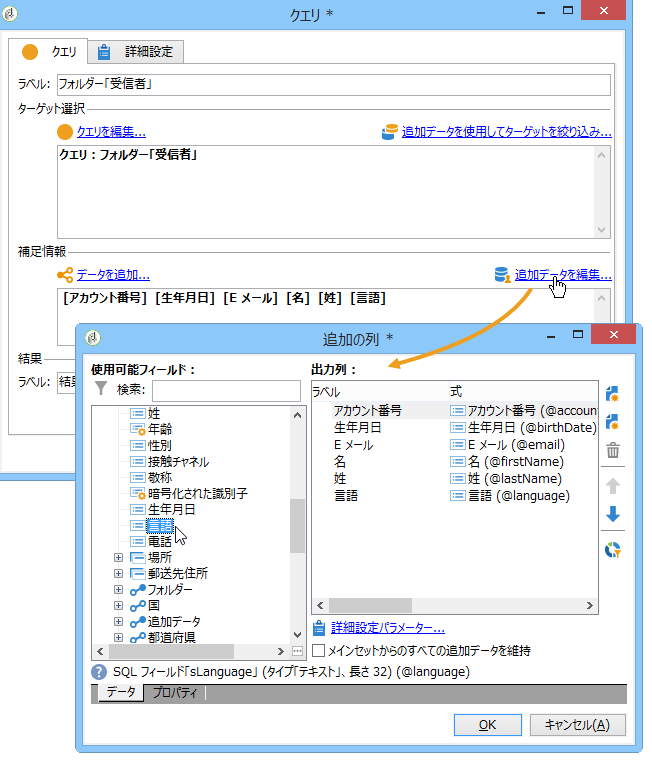 クエリ *
クエリ 詳細設定
ラベル: フォルダー「受信者」
ターゲット選択
クエリを編集... 追加データを使用してターゲットを絞り込み...
クエリ：フォルダー「受信者」
補足情報
データを追加... 追加データを編集...
[アカウント番号] [生年月日] [E メール] [名] [姓] [言語]
結果
ラベル: 結果
追加の列 *
使用可能フィールド：
検索:
姓
年齢
性別
接触チャネル
敬称
暗号化された識別子
生年月日
言語
電話
場所
郵送先住所
フォルダー
国
追加データ
都道府県
出力列：
ラベル 式
アカウント番号 アカウント番号 (@accoun
生年月日 生年月日 (@birthDate)
E メール E メール (@email)
名 名 (@firstName)
姓 姓 (@lastName)
言語 言語 (@language)
詳細設定パラメーター...
メインセットからのすべての追加データを維持
SQL フィールド「sLanguage」 (タイプ「テキスト」、長さ 32) (@language)
データ プロパティ
OK キャンセル(A)